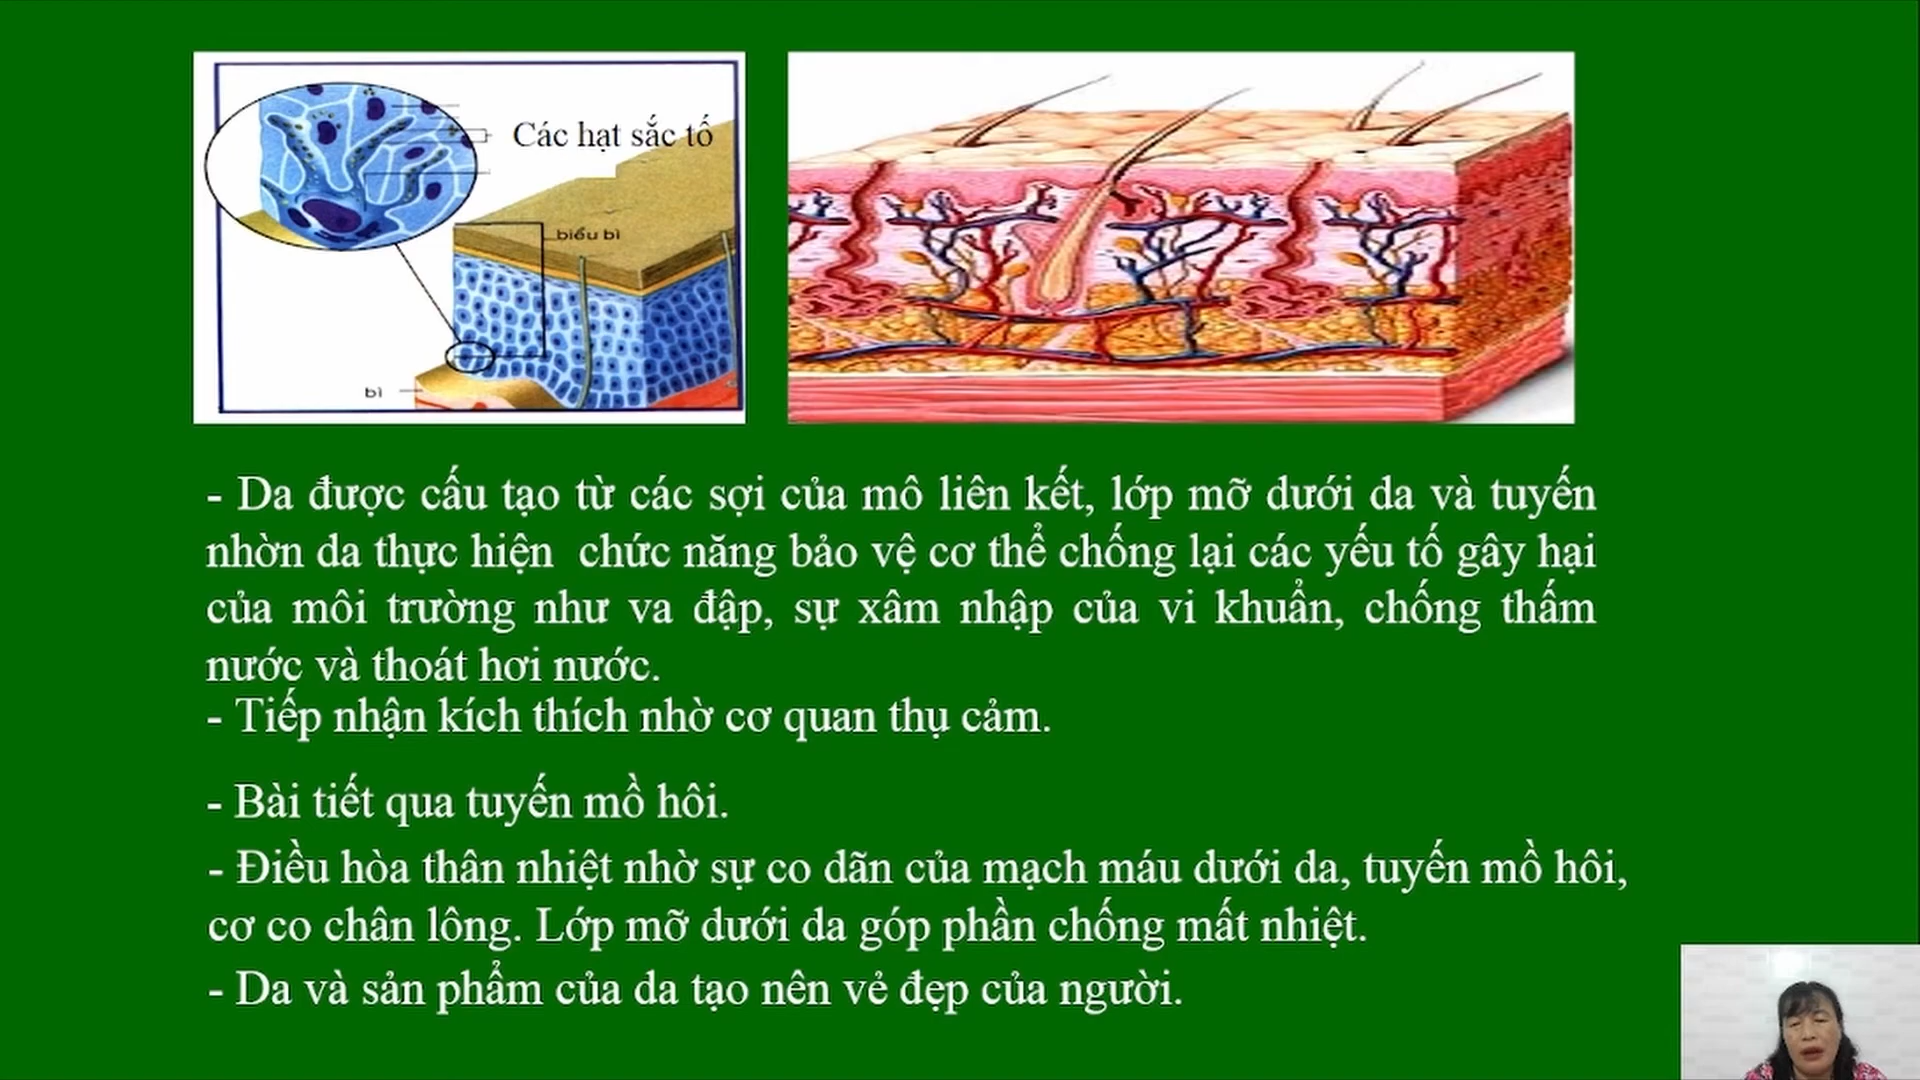 Các hạt sắc tố
biểu bì
bì
- Da được cấu tạo từ các sợi của mô liên kết, lớp mỡ dưới da và tuyến
nhờn da thực hiện chức năng bảo vệ cơ thể chống lại các yếu tố gây hại
của môi trường như va đập, sự xâm nhập của vi khuẩn, chống thấm
nước và thoát hơi nước.
- Tiếp nhận kích thích nhờ cơ quan thụ cảm.
- Bài tiết qua tuyến mồ hôi.
- Điều hòa thân nhiệt nhờ sự co dãn của mạch máu dưới da, tuyến mồ hôi,
cơ co chân lông. Lớp mỡ dưới da góp phần chống mất nhiệt.
- Da và sản phẩm của da tạo nên vẻ đẹp của người.